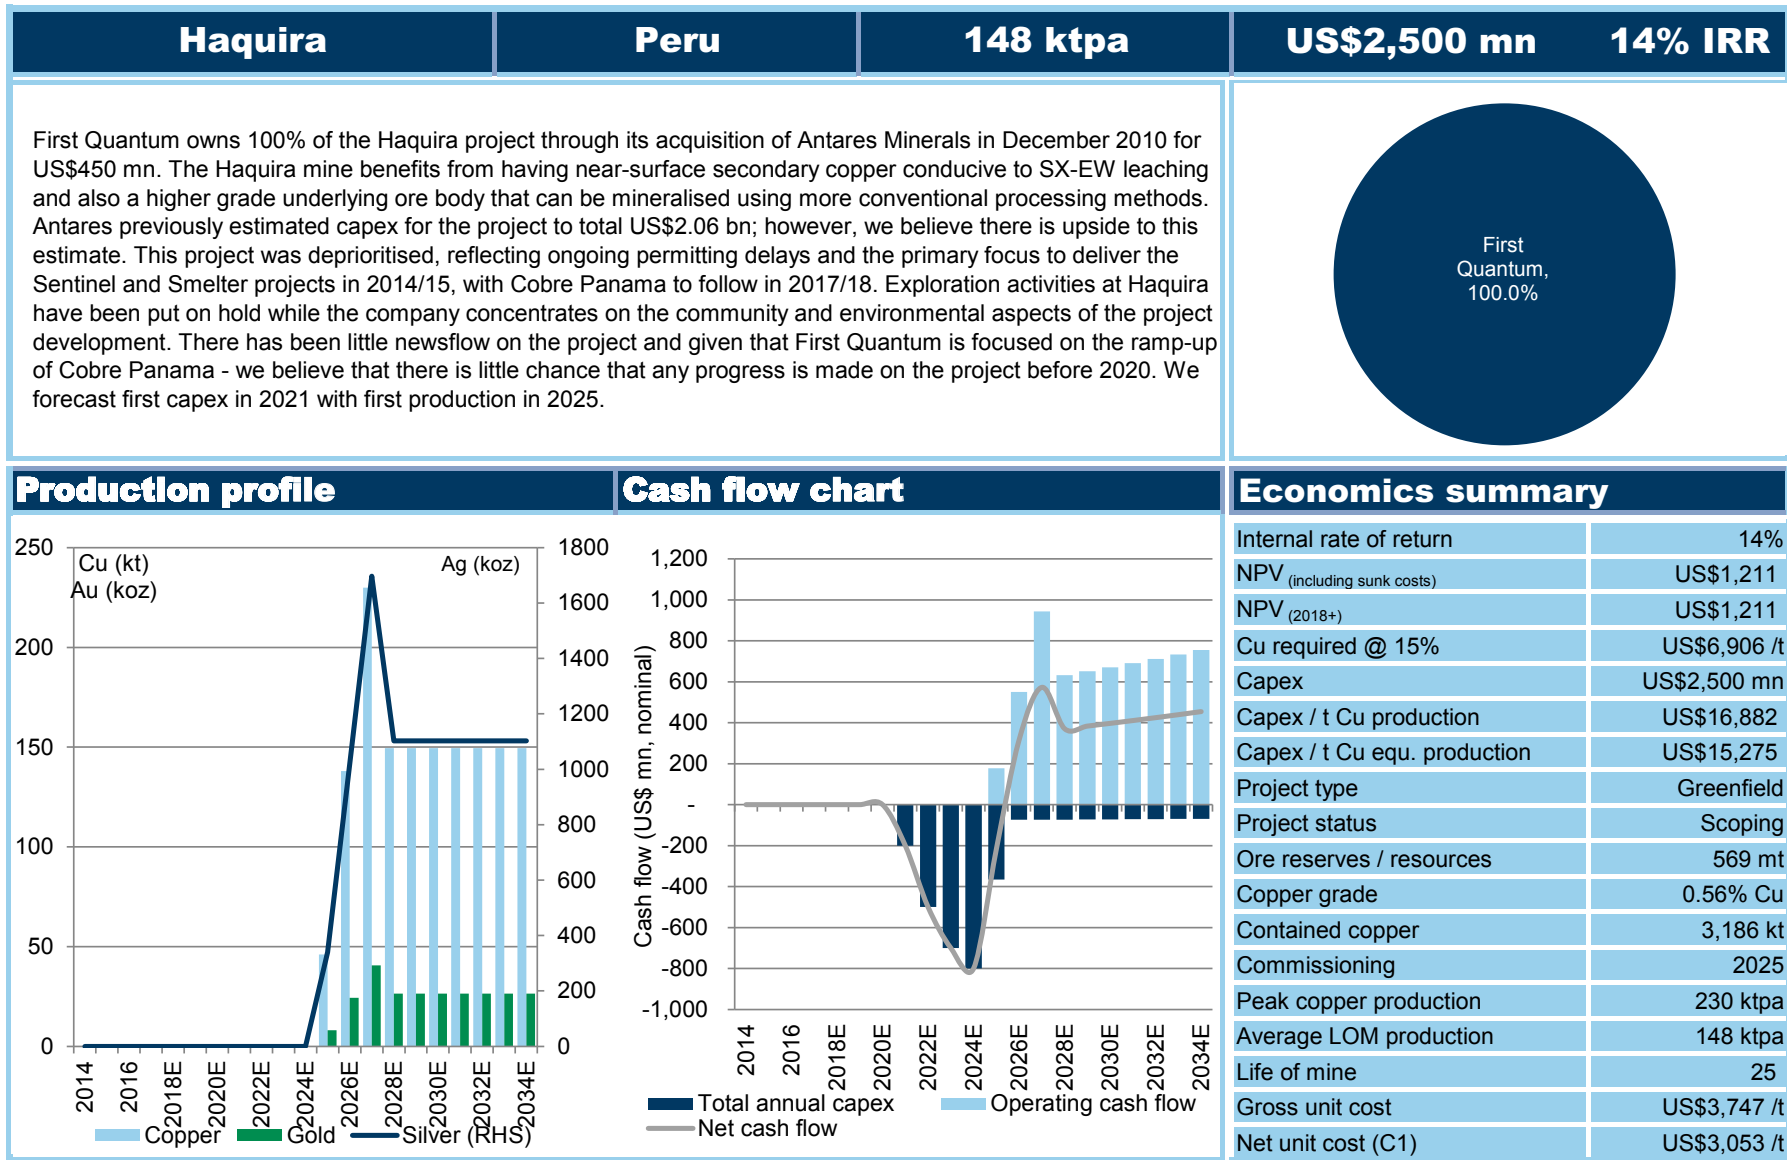 Haquira
Peru
148 ktpa
US$2,500 mn
14% IRR
First Quantum owns 100% of the Haquira project through its acquisition of Antares Minerals in December 2010 for
US$450 mn. The Haquira mine benefits from having near-surface secondary copper conducive to SX-EW leaching
and also a higher grade underlying ore body that can be mineralised using more conventional processing methods.
Antares previously estimated capex for the project to total US$2.06 bn; however, we believe there is upside to this
estimate. This project was deprioritised, reflecting ongoing permitting delays and the primary focus to deliver the
Sentinel and Smelter projects in 2014/15, with Cobre Panama to follow in 2017/18. Exploration activities at Haquira
have been put on hold while the company concentrates on the community and environmental aspects of the project
development. There has been little newsflow on the project and given that First Quantum is focused on the ramp-up
of Cobre Panama - we believe that there is little chance that any progress is made on the project before 2020. We
forecast first capex in 2021 with first production in 2025.
First
Quantum,
100.0%
Production profile
250
200
150
100
50
0
Cu (kt)
Au (koz)
Ag (koz)
1800
1600
1400
1200
1000
800
600
400
200
0
2014
2016
2018E
2020E
2022E
2024E
2026E
2028E
2030E
2032E
2034E
Copper
Gold
Silver (RHS)
Cash flow chart
Cash flow (US$ mn, nominal)
1,200
1,000
800
600
400
200
-
-200
-400
-600
-800
-1,000
2014
2016
2018E
2020E
2022E
2024E
2026E
2028E
2030E
2032E
2034E
Total annual capex
Operating cash flow
Net cash flow
Economics summary
Internal rate of return 14%
NPV (including sunk costs) US$1,211
NPV (2018+) US$1,211
Cu required @ 15% US$6,906 /t
Capex US$2,500 mn
Capex / t Cu production US$16,882
Capex / t Cu equ. production US$15,275
Project type Greenfield
Project status Scoping
Ore reserves / resources 569 mt
Copper grade 0.56% Cu
Contained copper 3,186 kt
Commissioning 2025
Peak copper production 230 ktpa
Average LOM production 148 ktpa
Life of mine 25
Gross unit cost US$3,747 /t
Net unit cost (C1) US$3,053 /t